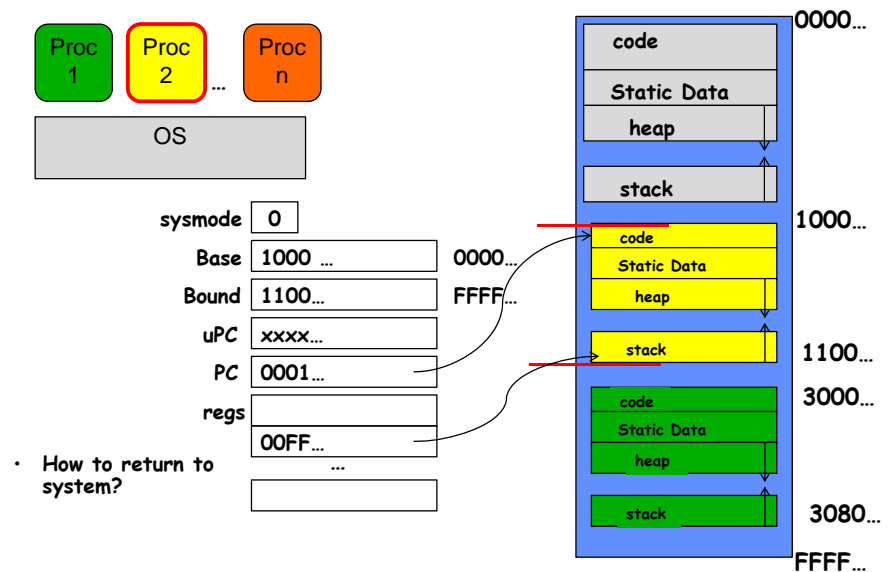 Proc
1
Proc
2
...
Proc
n
OS
sysmode 0
Base 1000 … 0000…
Bound 1100… FFFF…
uPC xxxx…
PC 0001…
regs
00FF…
…
• How to return to
system?
0000…
code
Static Data
heap
stack
1000…
code
Static Data
heap
stack
1100…
3000…
code
Static Data
heap
stack
3080…
FFFF…